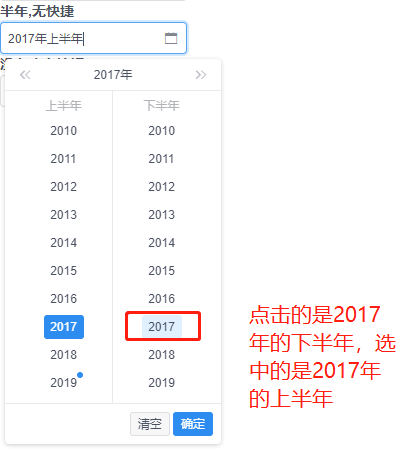 半年,无快捷
2017年上半年
2017年
上半年 下半年
2010 2010
2011 2011
2012 2012
2013 2013
2014 2014
2015 2015
2016 2016
2017 2017
2018 2018
2019 2019
清空 确定
点击的是2017
年的下半年，选
中的是2017年
的上半年